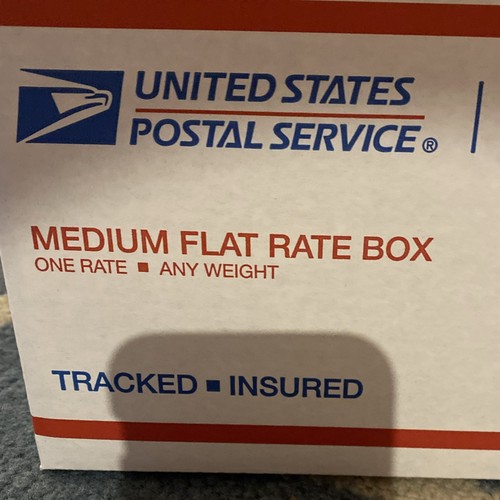 UNITED STATES
POSTAL SERVICE®
MEDIUM FLAT RATE BOX
ONE RATE ■ ANY WEIGHT
TRACKED ■ INSURED